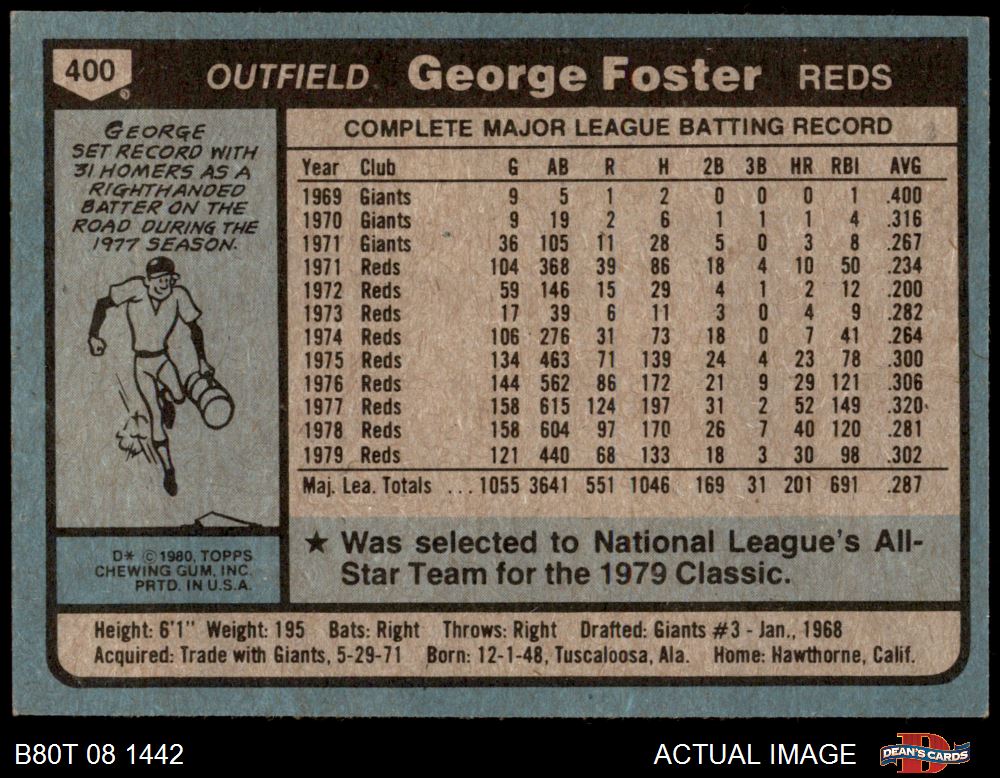 400 OUTFIELD George Foster REDS
GEORGE
SET RECORD WITH
31 HOMERS AS A
RIGHTHANDED
BATTER ON THE
ROAD DURING THE
1977 SEASON.
COMPLETE MAJOR LEAGUE BATTING RECORD
Year Club G AB R H 2B 3B HR RBI AVG
1969 Giants 9 5 1 2 0 0 0 1 .400
1970 Giants 9 19 2 6 1 1 1 4 .316
1971 Giants 36 105 11 28 5 0 3 8 .267
1971 Reds 104 368 39 86 18 4 10 50 .234
1972 Reds 59 146 15 29 4 1 2 12 .200
1973 Reds 17 39 6 11 3 0 4 9 .282
1974 Reds 106 276 31 73 18 0 7 41 .264
1975 Reds 134 463 71 139 24 4 23 78 .300
1976 Reds 144 562 86 172 21 9 29 121 .306
1977 Reds 158 615 124 197 31 2 52 149 .320
1978 Reds 158 604 97 170 26 7 40 120 .281
1979 Reds 121 440 68 133 18 3 30 98 .302
Maj. Lea. Totals ... 1055 3641 551 1046 169 31 201 691 .287
★ Was selected to National League's All-
Star Team for the 1979 Classic.
D* © 1980, TOPPS
CHEWING GUM, INC.
PRTD. IN U.S.A.
Height: 6'1" Weight: 195 Bats: Right Throws: Right Drafted: Giants #3 - Jan., 1968
Acquired: Trade with Giants, 5-29-71 Born: 12-1-48, Tuscaloosa, Ala. Home: Hawthorne, Calif.
B80T 08 1442 ACTUAL IMAGE DEAN'S CARDS